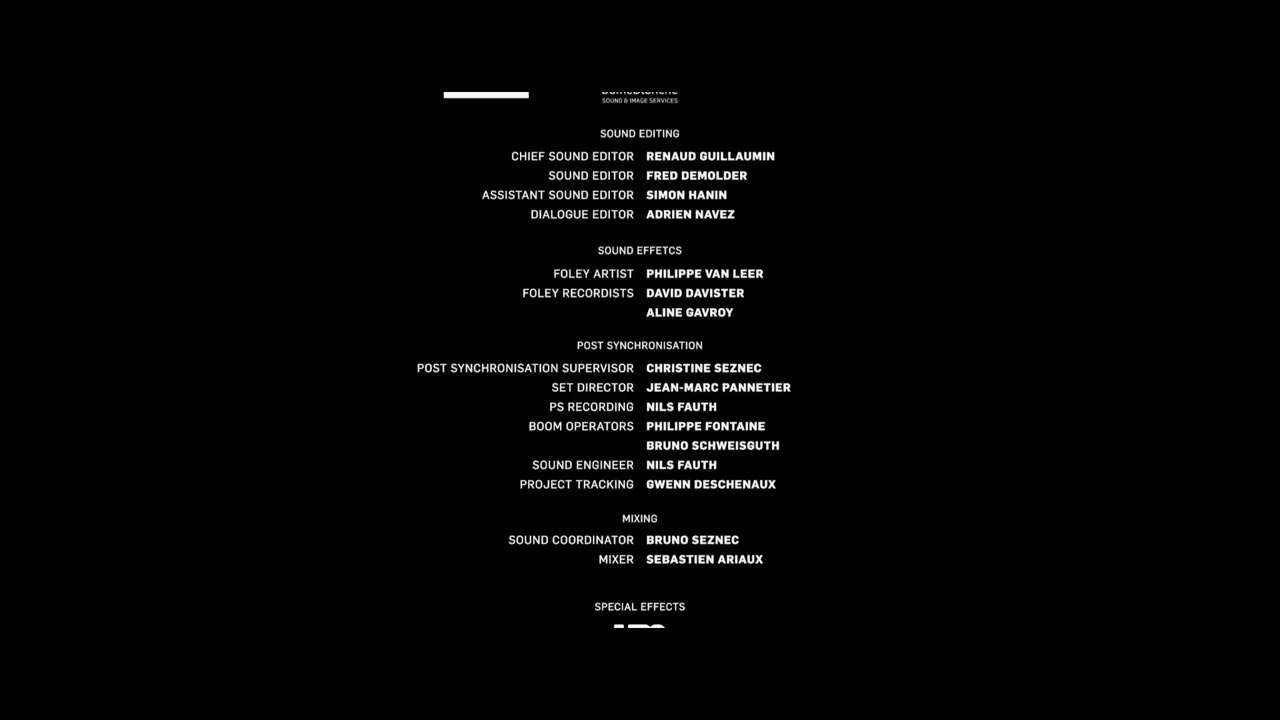 SOUND & IMAGE SERVICES
SOUND EDITING
CHIEF SOUND EDITOR RENAUD GUILLAUMIN
SOUND EDITOR FRED DEMOLDER
ASSISTANT SOUND EDITOR SIMON HANIN
DIALOGUE EDITOR ADRIEN NAVEZ
SOUND EFFETCS
FOLEY ARTIST PHILIPPE VAN LEER
FOLEY RECORDISTS DAVID DAVISTER
ALINE GAVROY
POST SYNCHRONISATION
POST SYNCHRONISATION SUPERVISOR CHRISTINE SEZNEC
SET DIRECTOR JEAN-MARC PANNETIER
PS RECORDING NILS FAUTH
BOOM OPERATORS PHILIPPE FONTAINE
BRUNO SCHWEISGUTH
SOUND ENGINEER NILS FAUTH
PROJECT TRACKING GWENN DESCHENAUX
MIXING
SOUND COORDINATOR BRUNO SEZNEC
MIXER SEBASTIEN ARIAUX
SPECIAL EFFECTS